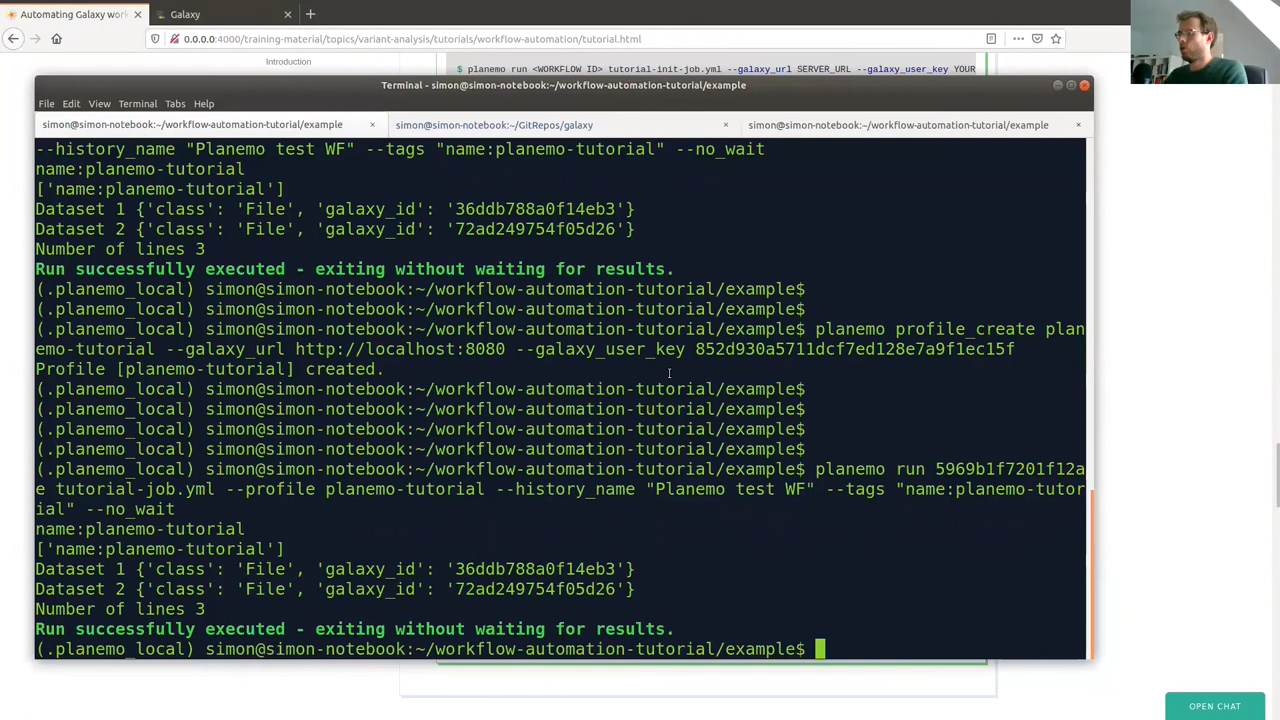 Automating Galaxy wor
Galaxy
0.0.0.0:4000/training-material/topics/variant-analysis/tutorials/workflow-automation/tutorial.html
Introduction
$ planemo run <WORKFLOW ID> tutorial-init-job.yml --galaxy_url SERVER_URL --galaxy_user_key YOUR
Terminal - simon@simon-notebook:~/workflow-automation-tutorial/example
File Edit View Terminal Tabs Help
simon@simon-notebook:~/workflow-automation-tutorial/example
simon@simon-notebook:~/GitRepos/galaxy
simon@simon-notebook:~/workflow-automation-tutorial/example
--history_name "Planemo test WF" --tags "name:planemo-tutorial" --no_wait
name:planemo-tutorial
['name:planemo-tutorial']
Dataset 1 {'class': 'File', 'galaxy_id': '36ddb788a0f14eb3'}
Dataset 2 {'class': 'File', 'galaxy_id': '72ad249754f05d26'}
Number of lines 3
Run successfully executed - exiting without waiting for results.
(.planemo_local) simon@simon-notebook:~/workflow-automation-tutorial/example$
(.planemo_local) simon@simon-notebook:~/workflow-automation-tutorial/example$
(.planemo_local) simon@simon-notebook:~/workflow-automation-tutorial/example$ planemo profile_create plan
emo-tutorial --galaxy_url http://localhost:8080 --galaxy_user_key 852d930a5711dcf7ed128e7a9f1ec15f
Profile [planemo-tutorial] created.
(.planemo_local) simon@simon-notebook:~/workflow-automation-tutorial/example$
(.planemo_local) simon@simon-notebook:~/workflow-automation-tutorial/example$
(.planemo_local) simon@simon-notebook:~/workflow-automation-tutorial/example$
(.planemo_local) simon@simon-notebook:~/workflow-automation-tutorial/example$
(.planemo_local) simon@simon-notebook:~/workflow-automation-tutorial/example$ planemo run 5969b1f7201f12a
e tutorial-job.yml --profile planemo-tutorial --history_name "Planemo test WF" --tags "name:planemo-tutor
ial" --no_wait
name:planemo-tutorial
['name:planemo-tutorial']
Dataset 1 {'class': 'File', 'galaxy_id': '36ddb788a0f14eb3'}
Dataset 2 {'class': 'File', 'galaxy_id': '72ad249754f05d26'}
Number of lines 3
Run successfully executed - exiting without waiting for results.
(.planemo_local) simon@simon-notebook:~/workflow-automation-tutorial/example$
OPEN CHAT